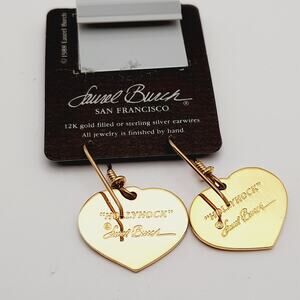 © 1988 Laurel Burch
Laurel Burch ®
SAN FRANCISCO
12K gold filled or sterling silver earwires.
All jewelry is finished by hand.
"HOLLYHOCK"
© Laurel Burch
"HOLLYHOCK"
© Laurel Burch